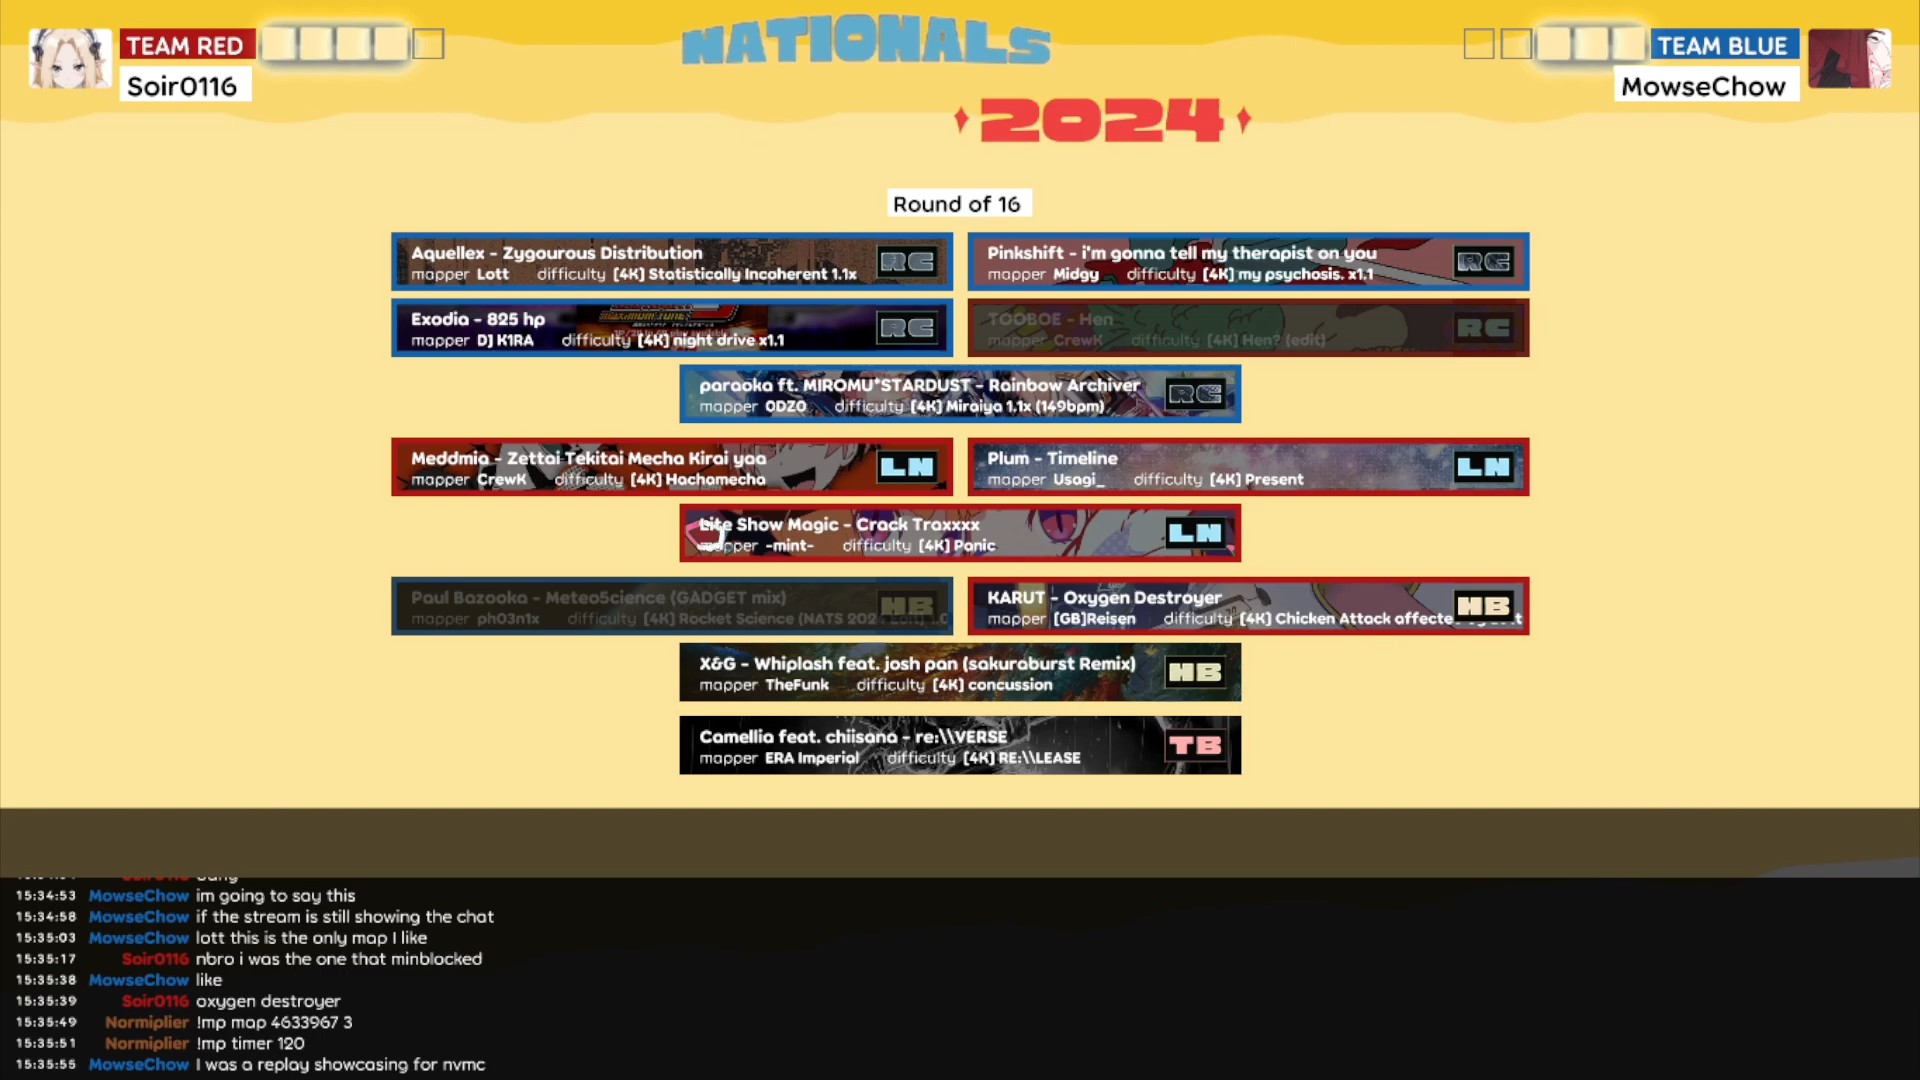 TEAM RED
Soir0116
NATIONALS
2024
TEAM BLUE
MowseChow
Round of 16
Aquellex - Zygourous Distribution
mapper Lott difficulty [4K] Statistically Incoherent 1.1x
RC
Pinkshift - i'm gonna tell my therapist on you
mapper Midgy difficulty [4K] my psychosis. x1.1
RC
Exodia - 825 hp
mapper DJ K1RA difficulty [4K] night drive x1.1
RC
TOOBOE - Hen
mapper CrewK difficulty [4K] Hen? (edit)
RC
paraoka ft. MIROMU*STARDUST - Rainbow Archiver
mapper ODZO difficulty [4K] Miraiya 1.1x (149bpm)
RC
Meddmia - Zettai Tekitai Mecha Kirai yaa
mapper CrewK difficulty [4K] Hachamecha
LN
Plum - Timeline
mapper Usagi_ difficulty [4K] Present
LN
Lite Show Magic - Crack Traxxxx
mapper -mint- difficulty [4K] Panic
LN
Paul Bazooka - Meteo5cience (GADGET mix)
mapper ph03n1x difficulty [4K] Rocket Science (NATS 202
HB
KARUT - Oxygen Destroyer
mapper [GB]Reisen difficulty [4K] Chicken Attack affecte
HB
X&G - Whiplash feat. josh pan (sakuraburst Remix)
mapper TheFunk difficulty [4K] concussion
HB
Camellia feat. chiisana - re:\\VERSE
mapper ERA Imperial difficulty [4K] RE:\\LEASE
TB
15:34:53 MowseChow im going to say this
15:34:58 MowseChow if the stream is still showing the chat
15:35:03 MowseChow lott this is the only map I like
15:35:17 Soir0116 nbro i was the one that minblocked
15:35:38 MowseChow like
15:35:39 Soir0116 oxygen destroyer
15:35:49 Normiplier !mp map 4633967 3
15:35:51 Normiplier !mp timer 120
15:35:55 MowseChow I was a replay showcasing for nvmc